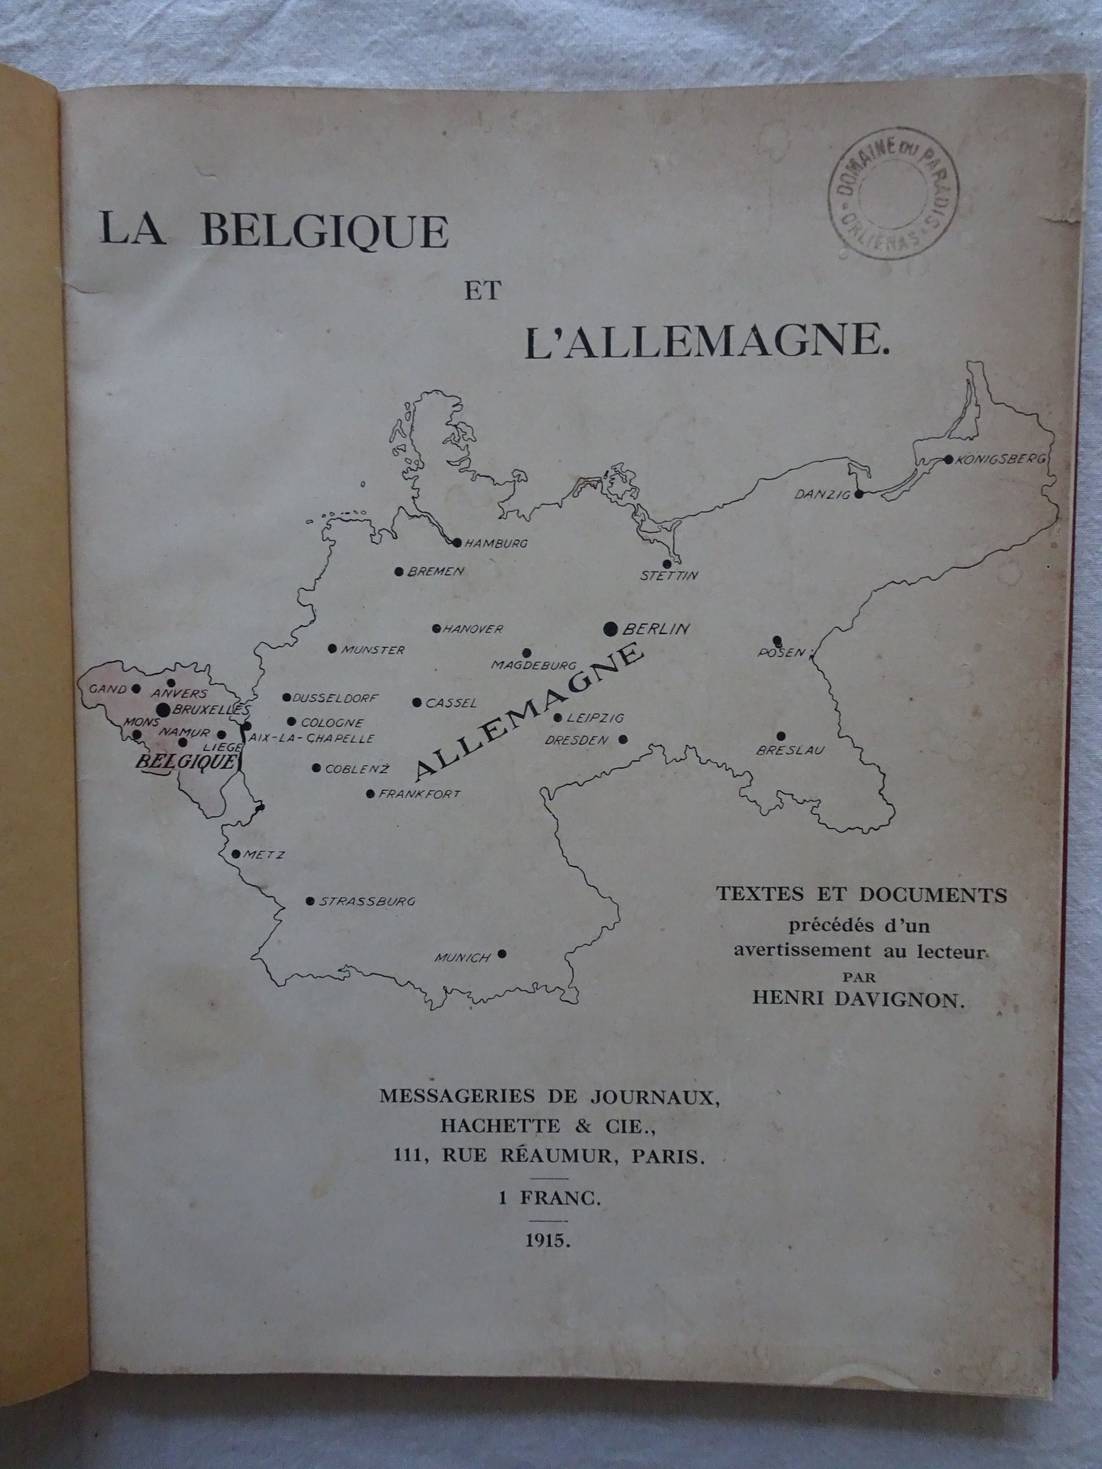 DOMAINE DU PARADIS
ORLIENAS
LA BELGIQUE
ET
L'ALLEMAGNE.
KÖNIGSBERG
DANZIG
HAMBURG
BREMEN
STETTIN
HANOVER
BERLIN
MUNSTER
MAGDEBURG
POSEN
ALLEMAGNE
GAND
ANVERS
DUSSELDORF
CASSEL
BRUXELLES
MONS
COLOGNE
LEIPZIG
NAMUR
LIEGE
AIX-LA-CHAPELLE
DRESDEN
BRESLAU
BELGIQUE
COBLENZ
FRANKFORT
METZ
STRASSBURG
MUNICH
TEXTES ET DOCUMENTS
précédés d'un
avertissement au lecteur
PAR
HENRI DAVIGNON.
MESSAGERIES DE JOURNAUX,
HACHETTE & CIE.,
111, RUE RÉAUMUR, PARIS.
1 FRANC.
1915.